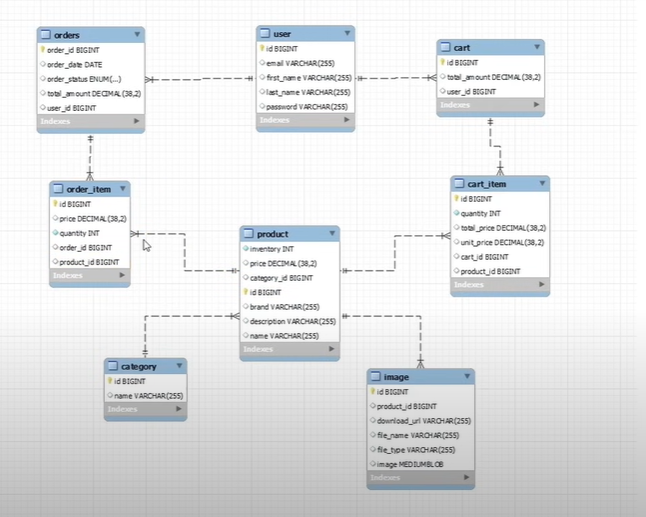 orders
order_id BIGINT
order_date DATE
order_status ENUM(...)
total_amount DECIMAL(38,2)
user_id BIGINT
Indexes
user
id BIGINT
email VARCHAR(255)
first_name VARCHAR(255)
last_name VARCHAR(255)
password VARCHAR(255)
Indexes
cart
id BIGINT
total_amount DECIMAL(38,2)
user_id BIGINT
Indexes
order_item
id BIGINT
price DECIMAL(38,2)
quantity INT
order_id BIGINT
product_id BIGINT
Indexes
product
inventory INT
price DECIMAL(38,2)
category_id BIGINT
id BIGINT
brand VARCHAR(255)
description VARCHAR(255)
name VARCHAR(255)
Indexes
cart_item
id BIGINT
quantity INT
total_price DECIMAL(38,2)
unit_price DECIMAL(38,2)
cart_id BIGINT
product_id BIGINT
Indexes
category
id BIGINT
name VARCHAR(255)
Indexes
image
id BIGINT
product_id BIGINT
download_url VARCHAR(255)
file_name VARCHAR(255)
file_type VARCHAR(255)
image MEDIUMBLOB
Indexes